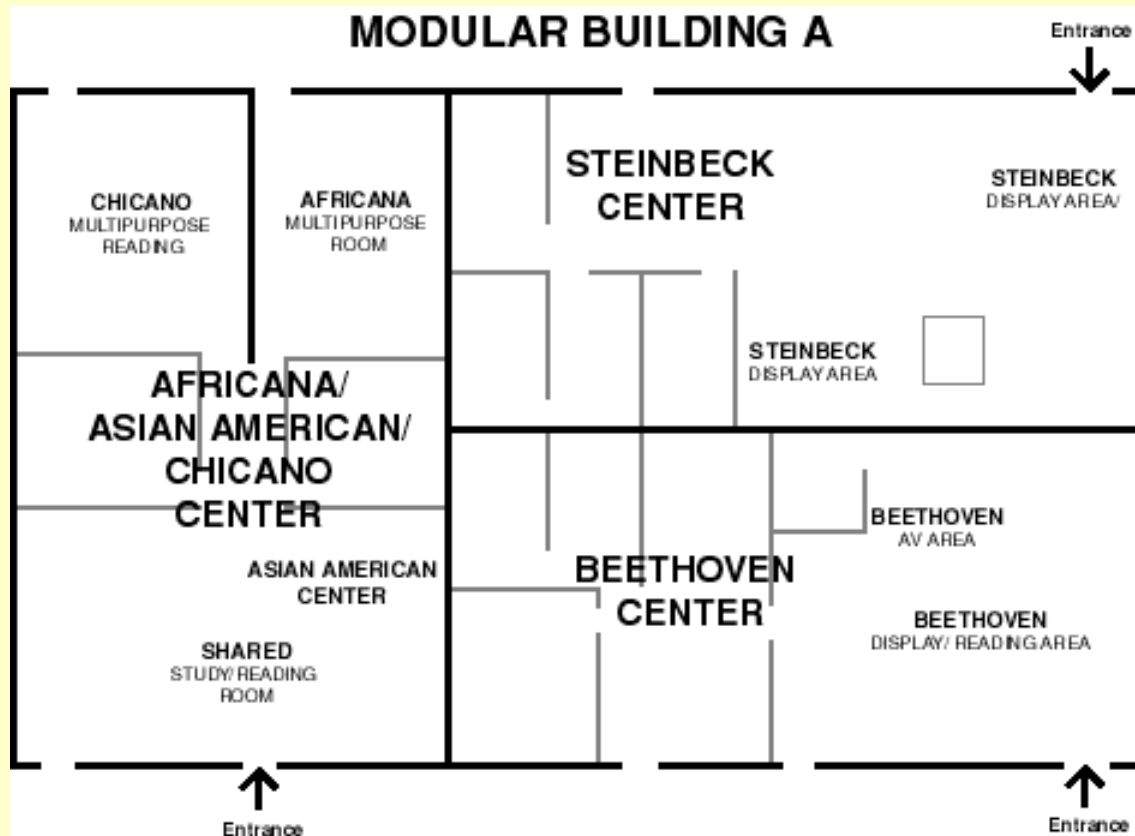 MODULAR BUILDING A
Entrance
CHICANO
MULTIPURPOSE
READING
AFRICANA
MULTIPURPOSE
ROOM
STEINBECK
CENTER
STEINBECK
DISPLAY AREA/
STEINBECK
DISPLAY AREA
AFRICANA/
ASIAN AMERICAN/
CHICANO
CENTER
ASIAN AMERICAN
CENTER
SHARED
STUDY/READING
ROOM
BEETHOVEN
CENTER
BEETHOVEN
AV AREA
BEETHOVEN
DISPLAY/ READING AREA
Entrance
Entrance